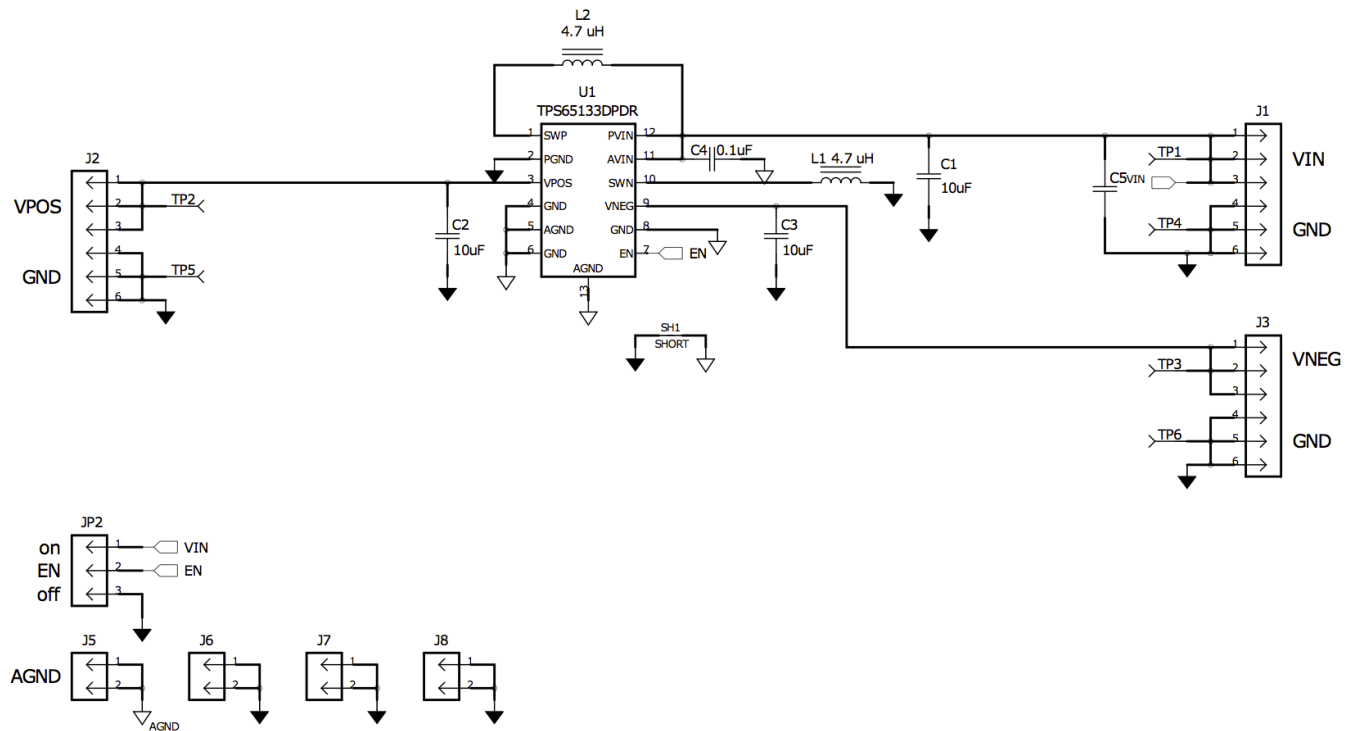 L2
4.7 uH
U1
TPS65133DPDR
1 SWP PVIN 12
2 PGND AVIN 11
3 VPOS SWN 10
4 GND VNEG 9
5 AGND GND 8
6 GND EN 7
AGND
13
EN
C4 0.1uF
L1 4.7 uH
C1
10uF
C2
10uF
C3
10uF
C5
VIN
J2
VPOS
GND
1
2
3
4
5
6
TP2
TP5
J1
VIN
GND
1
2
3
4
5
6
TP1
TP4
SH1
SHORT
J3
VNEG
GND
1
2
3
4
5
6
TP3
TP6
JP2
on 1 VIN
EN 2 EN
off 3
J5
AGND
1
2
AGND
J6
1
2
J7
1
2
J8
1
2